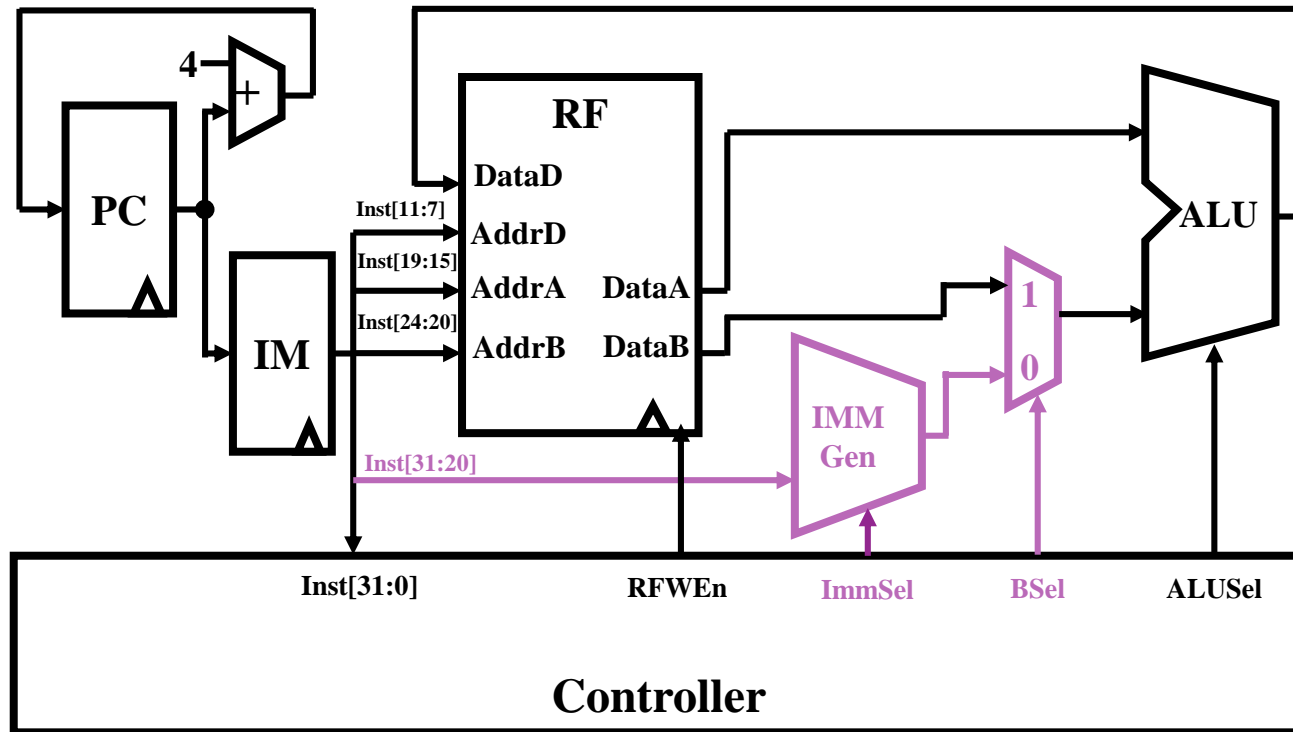 4
+
RF
PC
DataD
Inst[11:7]
AddrD
ALU
Inst[19:15]
AddrA
DataA
1
Inst[24:20]
IM
AddrB
DataB
0
IMM
Gen
Inst[31:20]
Inst[31:0]
RFWEn
ImmSel
BSel
ALUSel
Controller